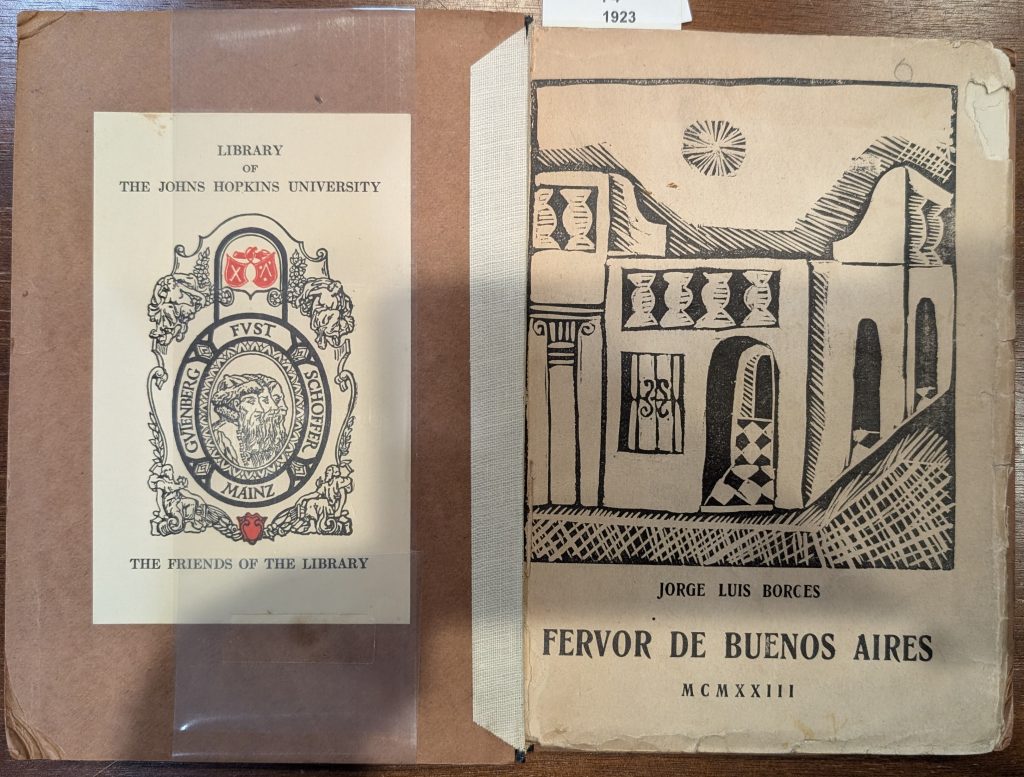 LIBRARY
OF
THE JOHNS HOPKINS UNIVERSITY
FVST
GVTENBERG
SCHOFFER
MAINZ
THE FRIENDS OF THE LIBRARY
1923
JORGE LUIS BORCES
FERVOR DE BUENOS AIRES
MCMXXIII